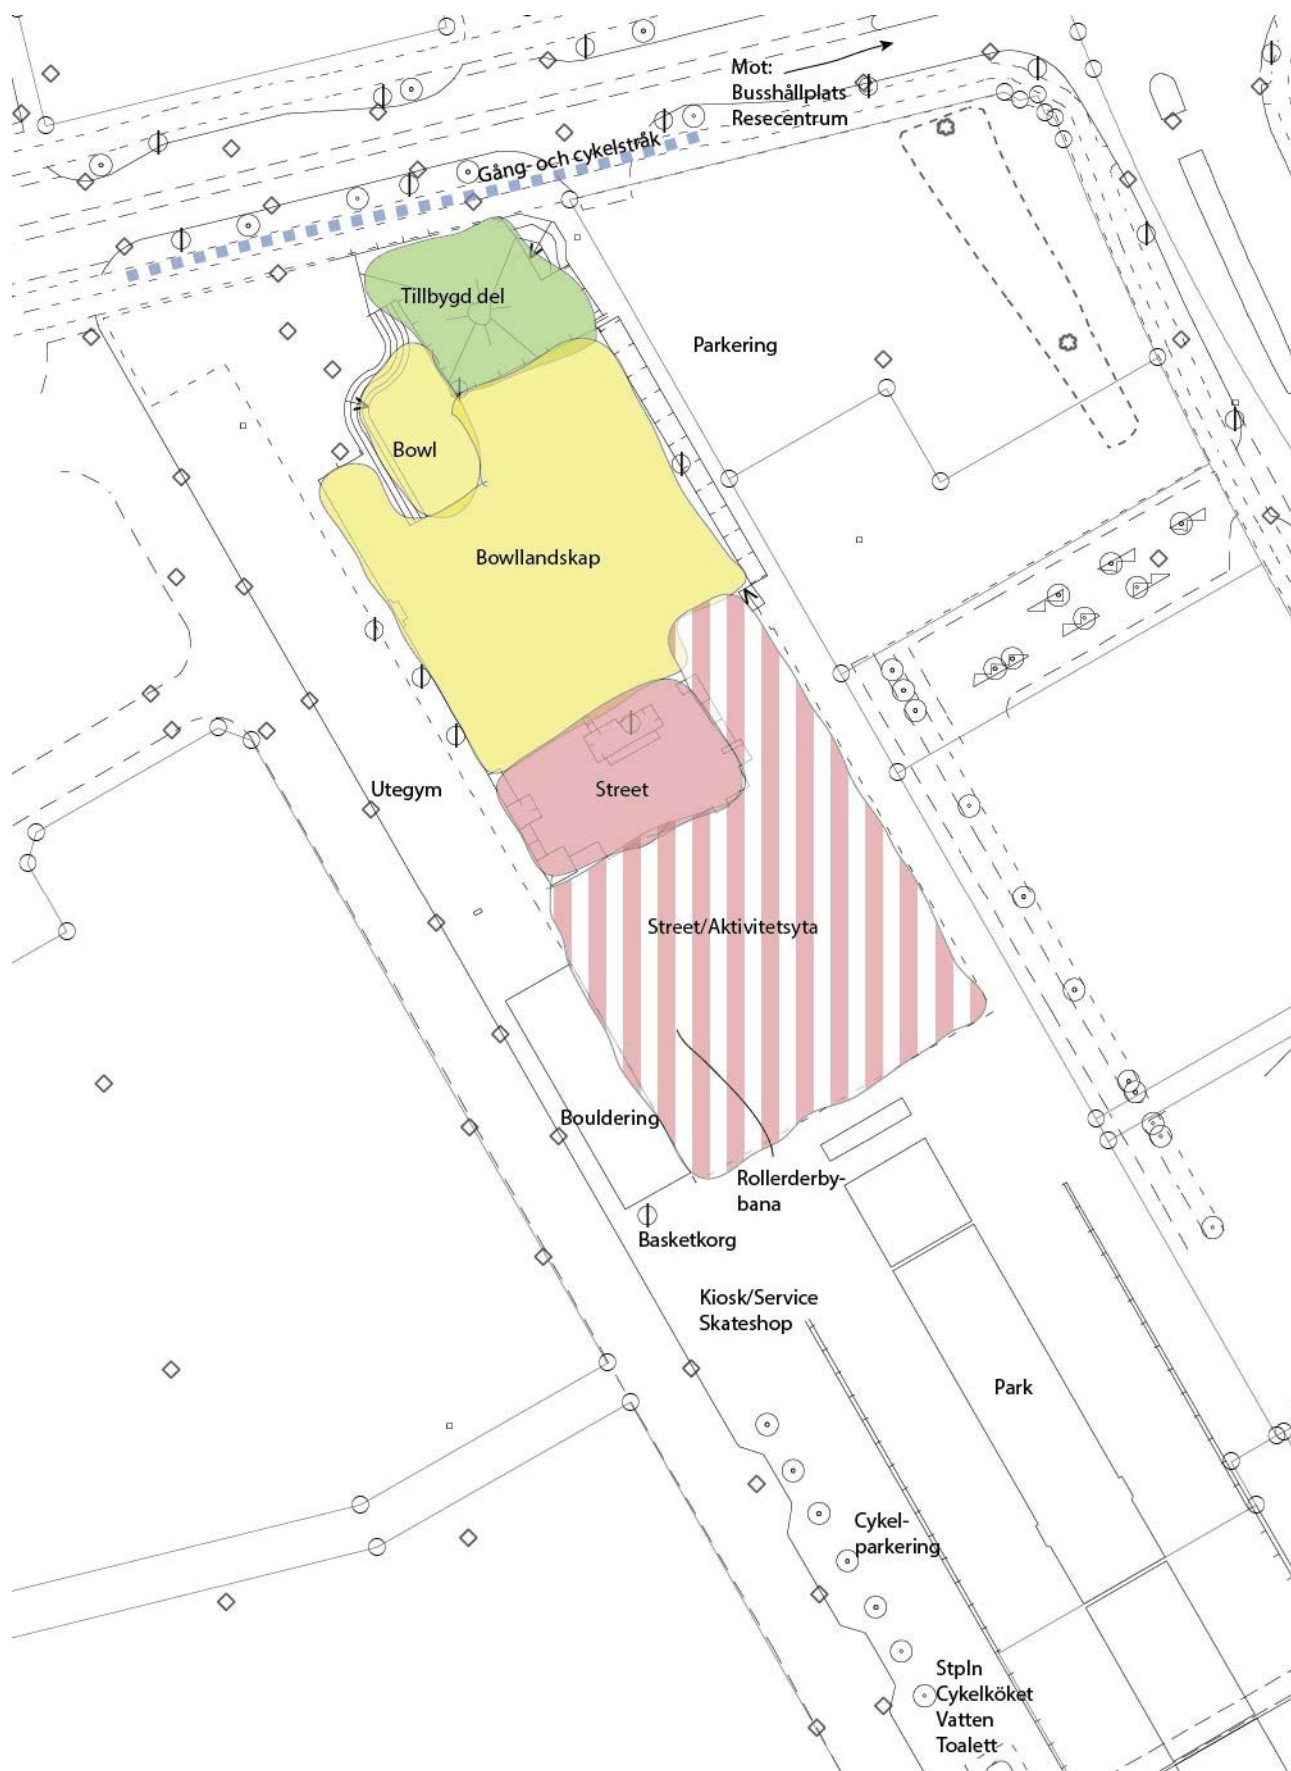 Mot:
Busshållplats
Resecentrum
Gång- och cykelstråk
Tillbygd del
Parkering
Bowl
Bowllandskap
Utegym
Street
Street/Aktivitetsyta
Bouldering
Rollerderby-
bana
Basketkorg
Kiosk/Service
Skateshop
Park
Cykel-
parkering
Stpln
Cykelköket
Vatten
Toalett